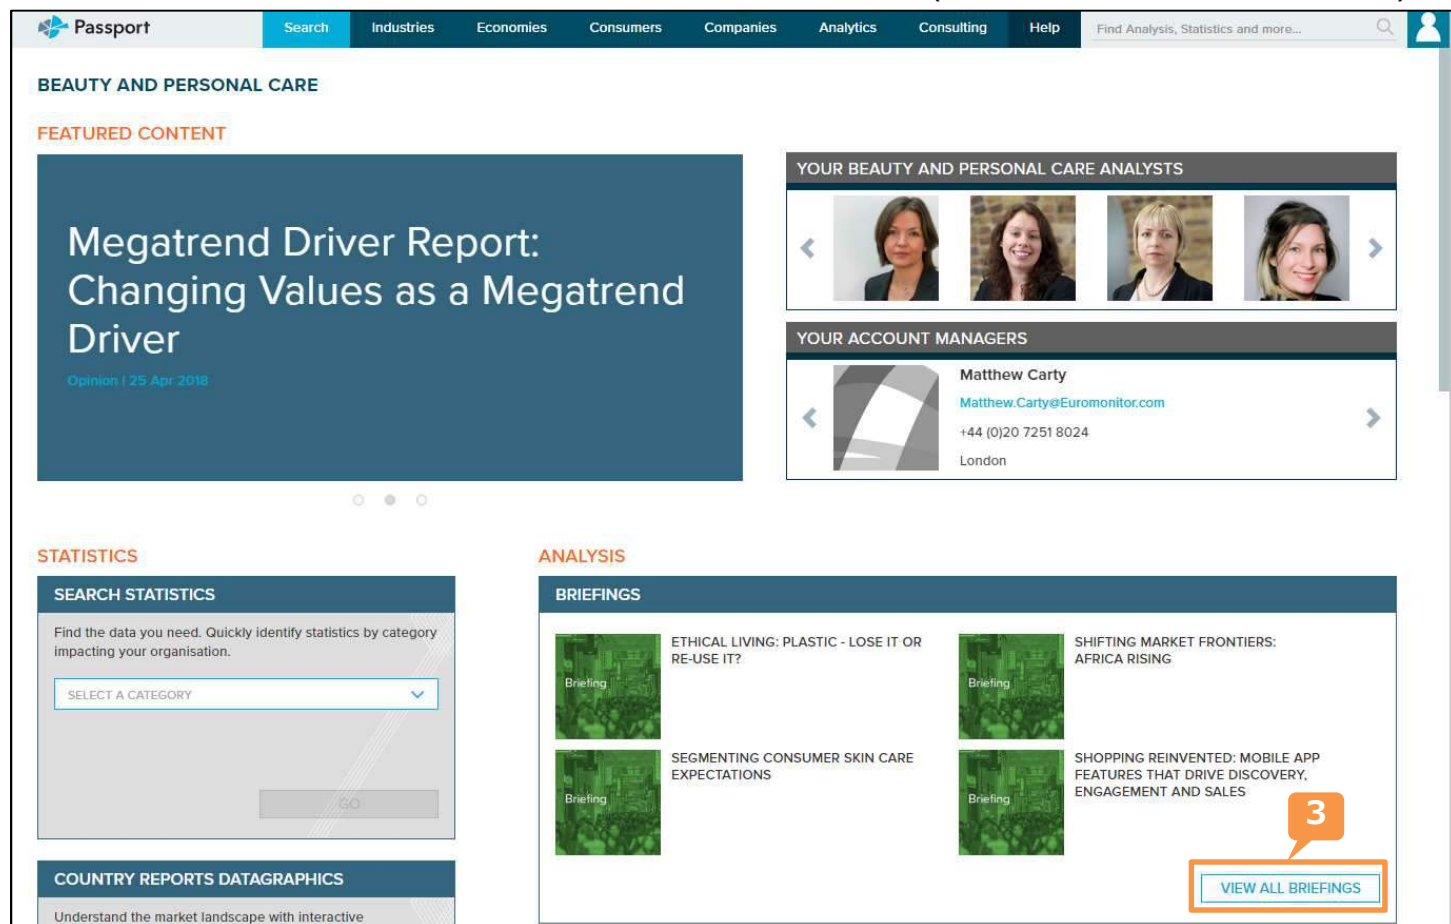 Passport
Search
Industries
Economies
Consumers
Companies
Analytics
Consulting
Help
Find Analysis, Statistics and more...
BEAUTY AND PERSONAL CARE
FEATURED CONTENT
Megatrend Driver Report:
Changing Values as a Megatrend
Driver
Opinion | 25 Apr 2018
YOUR BEAUTY AND PERSONAL CARE ANALYSTS
YOUR ACCOUNT MANAGERS
Matthew Carty
Matthew.Carty@Euromonitor.com
+44 (0)20 7251 8024
London
STATISTICS
SEARCH STATISTICS
Find the data you need. Quickly identify statistics by category
impacting your organisation.
SELECT A CATEGORY
GO
COUNTRY REPORTS DATAGRAPHICS
Understand the market landscape with interactive
ANALYSIS
BRIEFINGS
Briefing
ETHICAL LIVING: PLASTIC - LOSE IT OR
RE-USE IT?
Briefing
SHIFTING MARKET FRONTIERS:
AFRICA RISING
Briefing
SEGMENTING CONSUMER SKIN CARE
EXPECTATIONS
Briefing
SHOPPING REINVENTED: MOBILE APP
FEATURES THAT DRIVE DISCOVERY,
ENGAGEMENT AND SALES
3
VIEW ALL BRIEFINGS